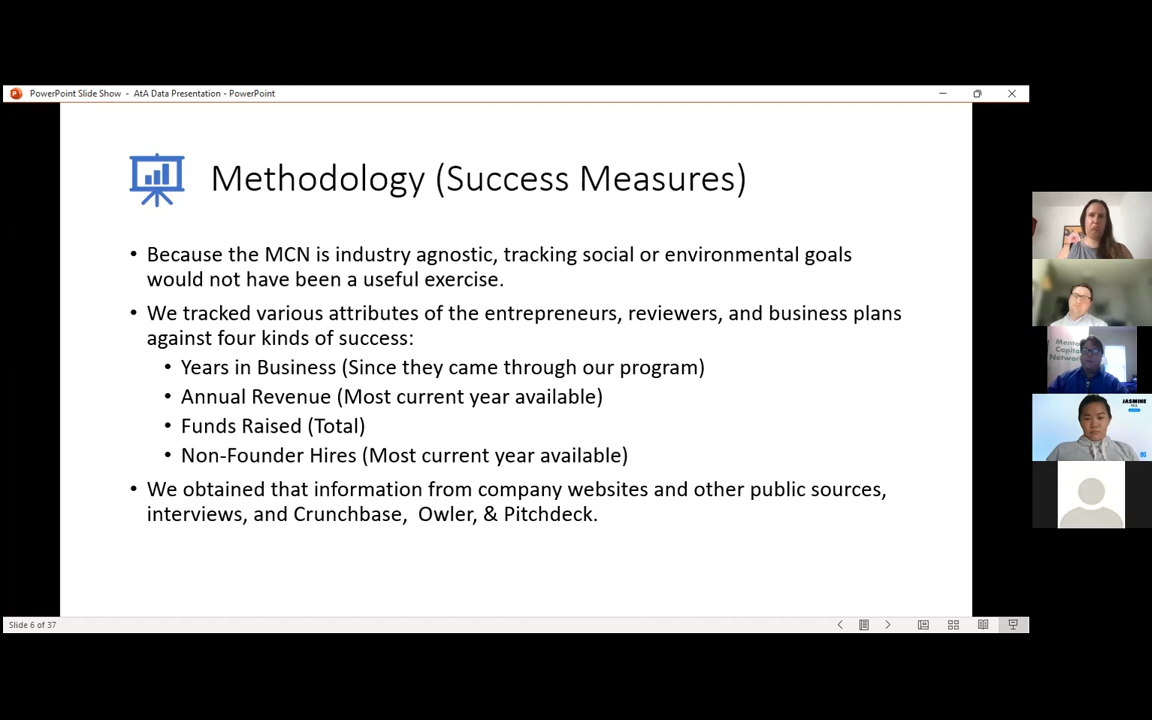 PowerPoint Slide Show - AtA Data Presentation - PowerPoint
Methodology (Success Measures)
• Because the MCN is industry agnostic, tracking social or environmental goals
would not have been a useful exercise.
• We tracked various attributes of the entrepreneurs, reviewers, and business plans
against four kinds of success:
• Years in Business (Since they came through our program)
• Annual Revenue (Most current year available)
• Funds Raised (Total)
• Non-Founder Hires (Most current year available)
• We obtained that information from company websites and other public sources,
interviews, and Crunchbase,  Owler, & Pitchdeck.
Mento
Capita
Network
JASMINE
Slide 6 of 37